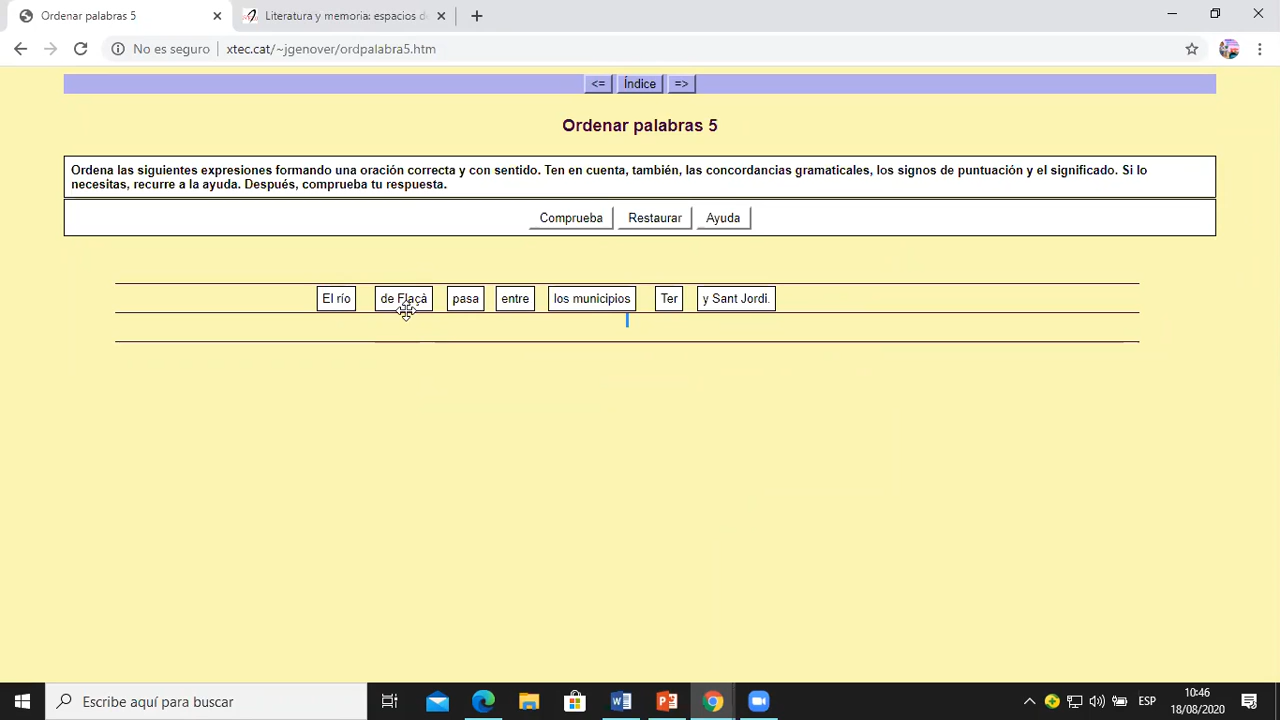 Ordenar palabras 5
Literatura y memoria: espacios d
No es seguro
xtec.cat/~jgenover/ordpalabra5.htm
<= Índice =>
Ordenar palabras 5
Ordena las siguientes expresiones formando una oración correcta y con sentido. Ten en cuenta, también, las concordancias gramaticales, los signos de puntuación y el significado. Si lo
necesitas, recurre a la ayuda. Después, comprueba tu respuesta.
Comprueba Restaurar Ayuda
El río de Flaçà pasa entre los municipios Ter y Sant Jordi.
Escribe aquí para buscar
ESP
10:46
18/08/2020